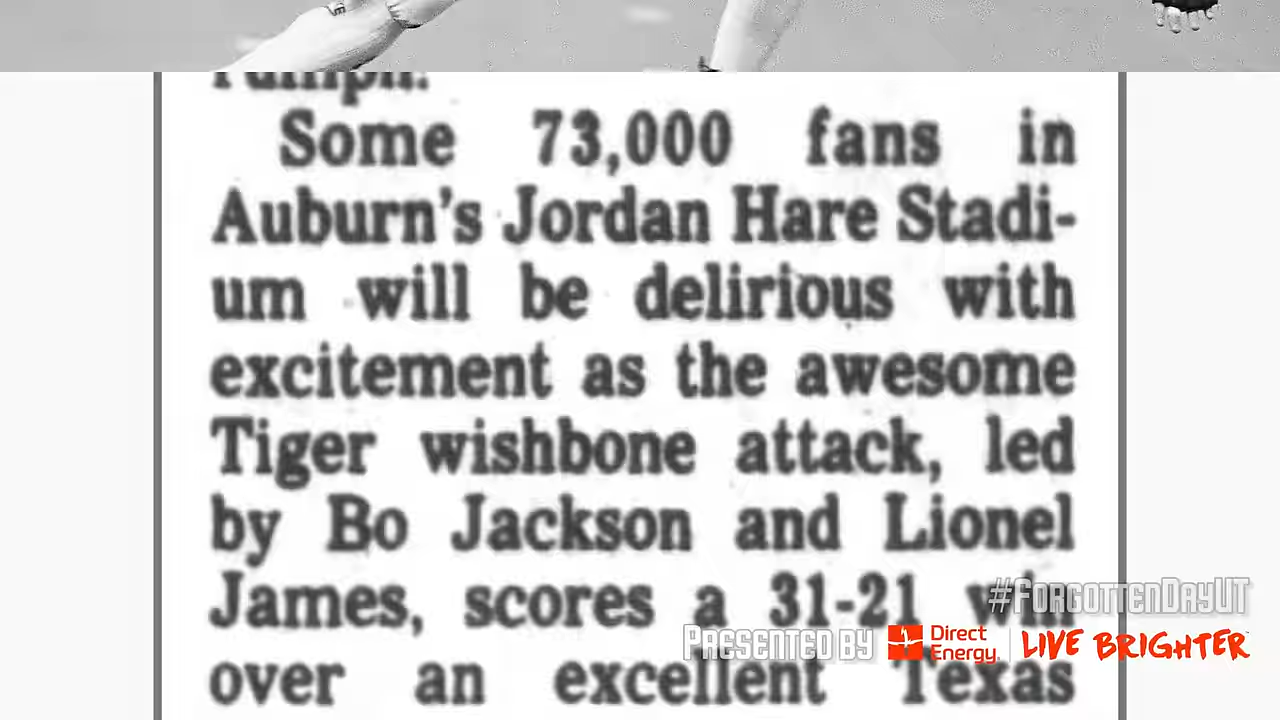 Some 73,000 fans in
Auburn's Jordan Hare Stadi-
um will be delirious with
excitement as the awesome
Tiger wishbone attack, led
by Bo Jackson and Lionel
James, scores a 31-21 win
over an excellent Texas
#ForgottenDayUT
Presented by Direct Energy. Live Brighter